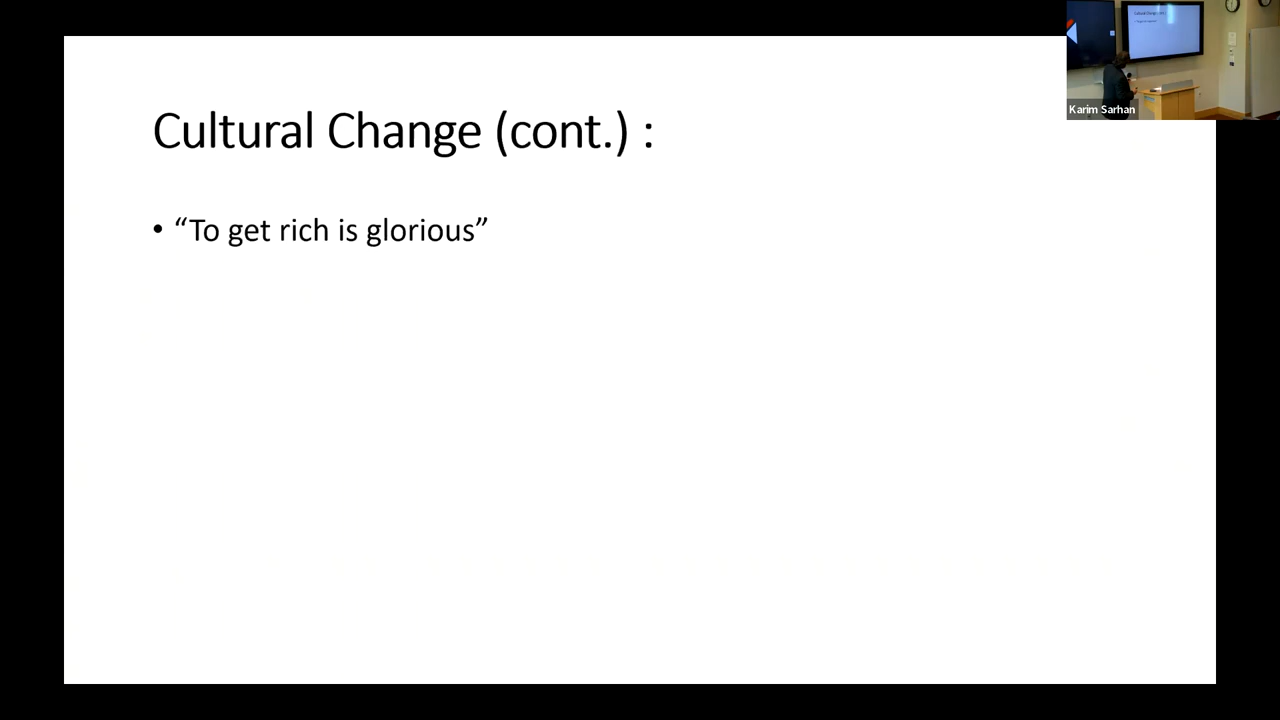 Cultural Change (cont.) :
• “To get rich is glorious”
Karim Sarhan